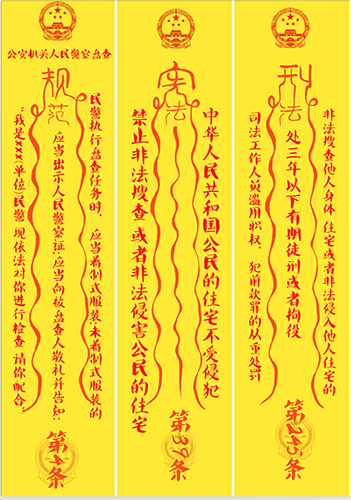 公安机关人民警察盘查
规范
民警执行盘查任务时,应当着制式服装;未着制式服装的
应当出示人民警察证;应当向被盘查人敬礼并告知:
“我是xxx(单位)民警,现依法对你进行检查,请你配合。”
第4条
宪法
中华人民共和国公民的住宅不受侵犯
禁止非法搜查或者非法侵害公民的住宅
第39条
刑法
非法搜查他人身体 住宅或者非法侵入他人住宅的
处三年以下有期徒刑或者拘役
司法工作人员滥用职权, 犯前款罪的从重处罚
第245条